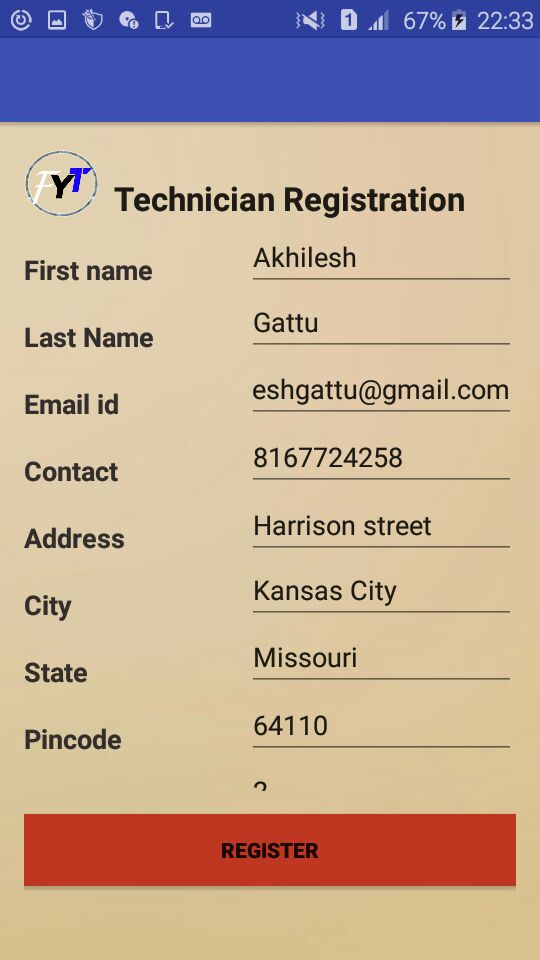 1 67% 22:33
FYT Technician Registration
First name Akhilesh
Last Name Gattu
Email id eshgattu@gmail.com
Contact 8167724258
Address Harrison street
City Kansas City
State Missouri
Pincode 64110
REGISTER